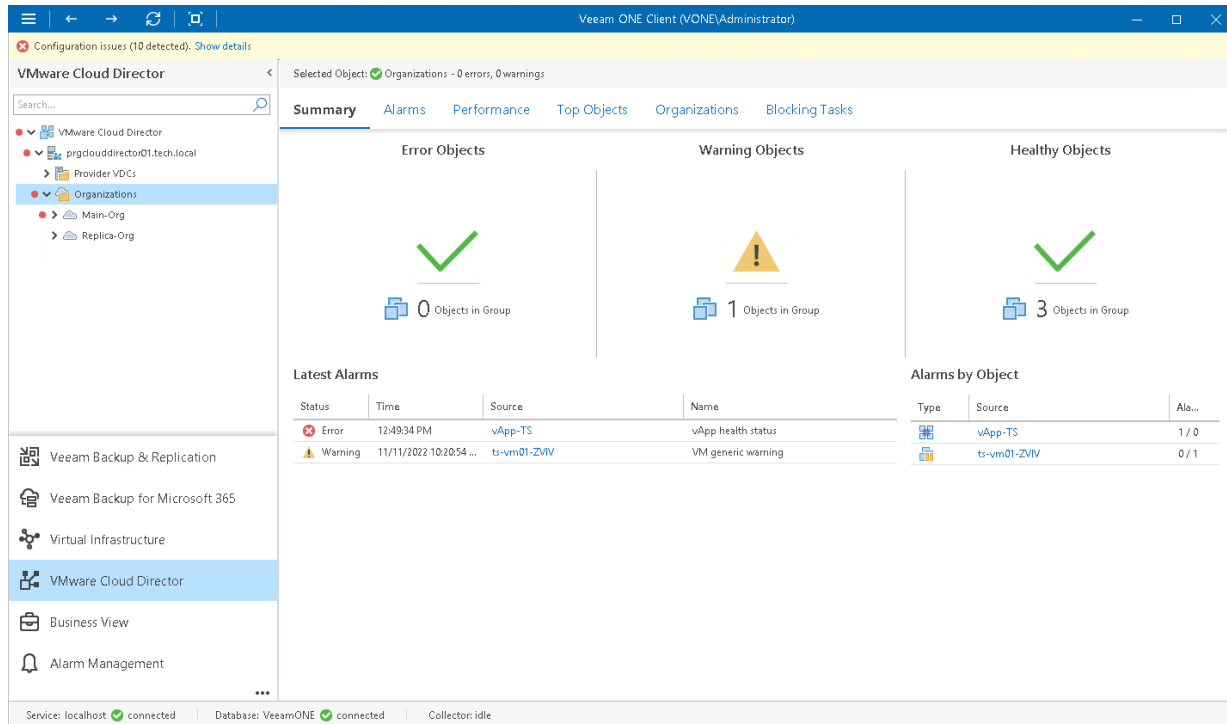 Veeam ONE Client (VONE\Administrator)
Configuration issues (10 detected). Show details
VMware Cloud Director
Search...
VMware Cloud Director
prgclouddirector01.tech.local
Provider VDCs
Organizations
Main-Org
Replica-Org
Veeam Backup & Replication
Veeam Backup for Microsoft 365
Virtual Infrastructure
VMware Cloud Director
Business View
Alarm Management
Selected Object: Organizations - 0 errors, 0 warnings
Summary Alarms Performance Top Objects Organizations Blocking Tasks
Error Objects Warning Objects Healthy Objects
0 Objects in Group 1 Objects in Group 3 Objects in Group
Latest Alarms
Status Time Source Name
Error 12:49:34 PM vApp-TS vApp health status
Warning 11/11/2022 10:20:54 ... ts-vm01-ZVIV VM generic warning
Alarms by Object
Type Source Ala...
vApp-TS 1 / 0
ts-vm01-ZVIV 0 / 1
Service: localhost connected Database: VeeamONE connected Collector: idle